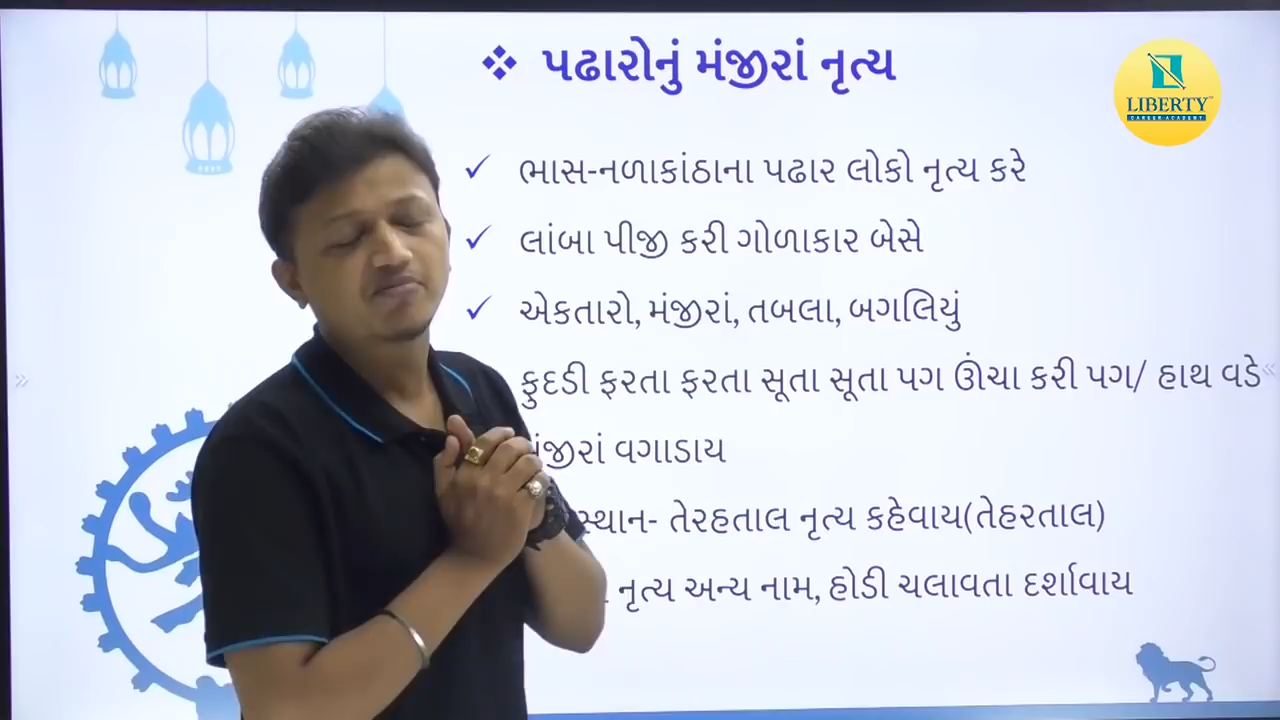 ❖ પઢારોનું મંજીરાં નૃત્ય
LIBERTY
CAREER ACADEMY
✓ ભાસ-નળાકાંઠાના પઢાર લોકો નૃત્ય કરે
✓ લાંબા પીજી કરી ગોળાકાર બેસે
✓ એકતારો, મંજીરાં, તબલા, બગલિયું
ફુદડી ફરતા ફરતા સૂતા સૂતા પગ ઊંચા કરી પગ/ હાથ વડે
વગાડાય
તેરહતાલ નૃત્ય કહેવાય(તેહરતાલ)
નૃત્ય અન્ય નામ, હોડી ચલાવતા દર્શાવાય